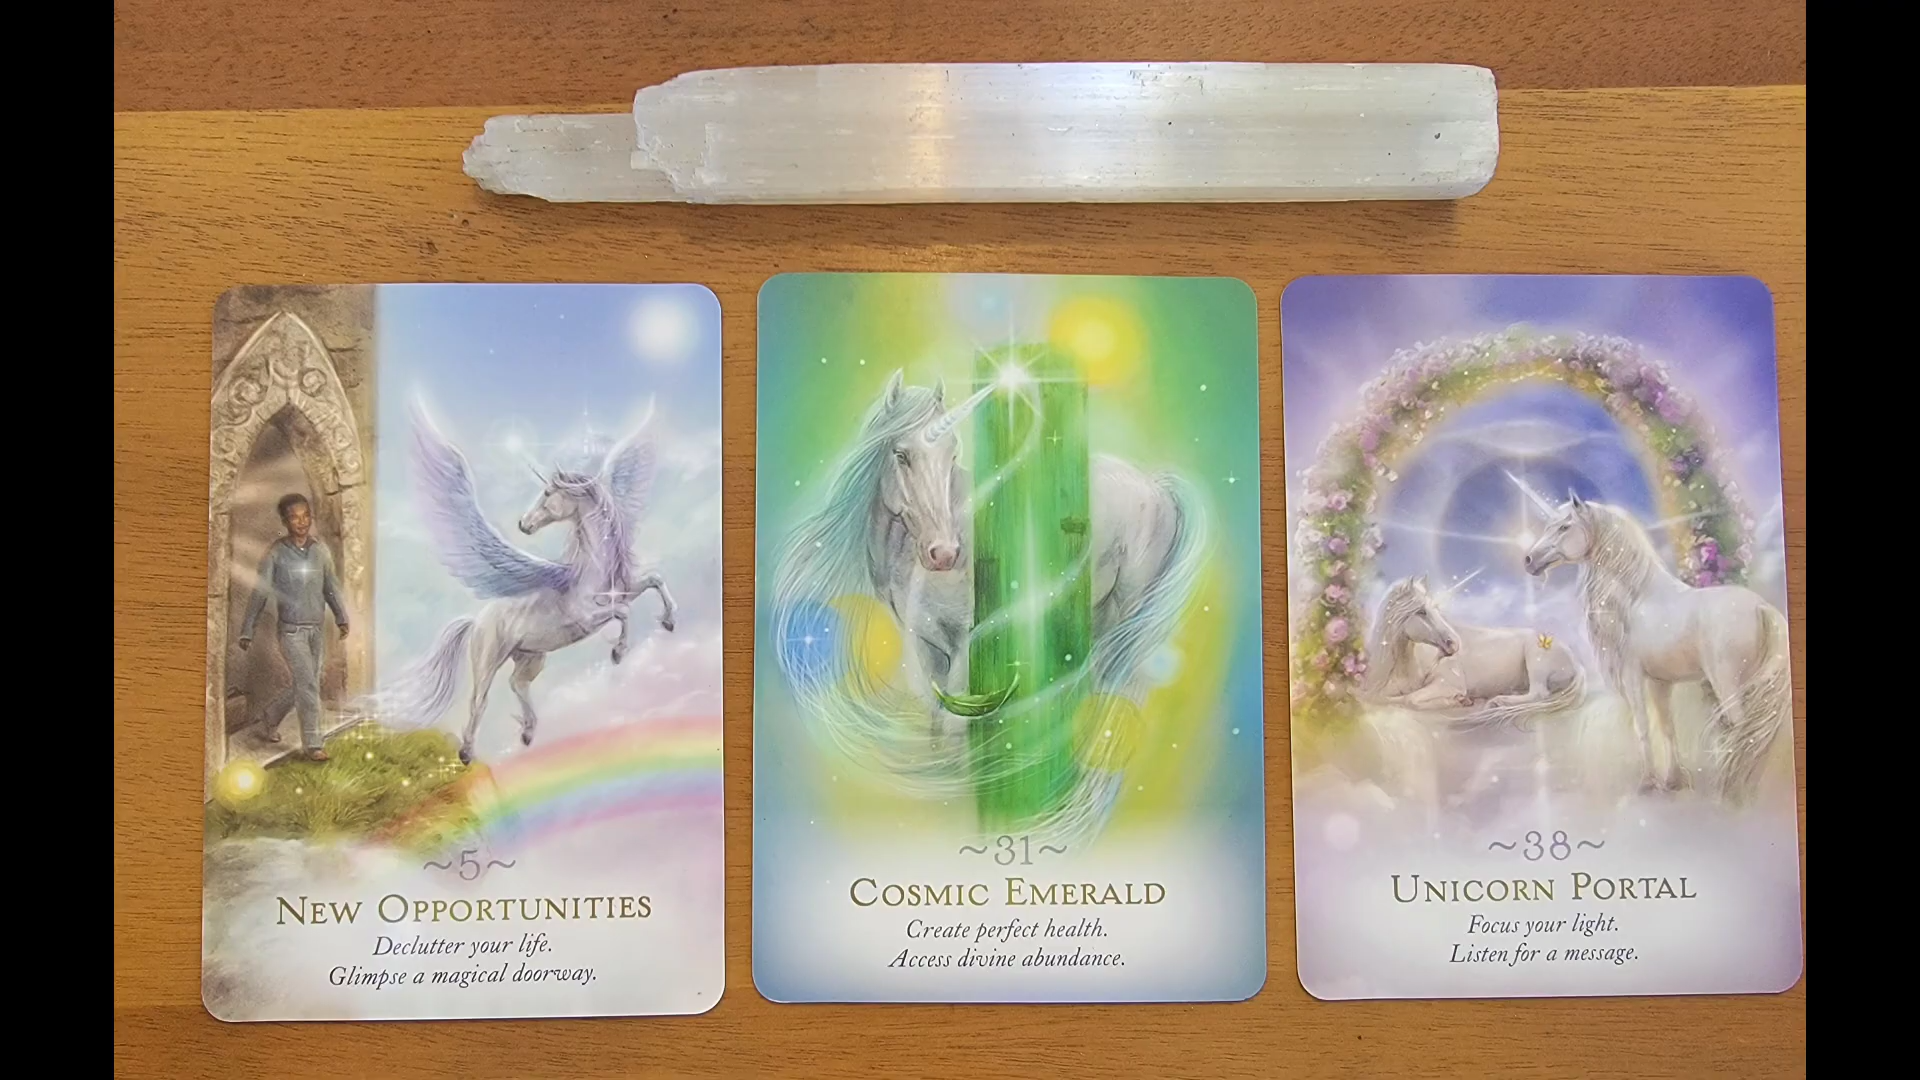 ~5~
NEW OPPORTUNITIES
Declutter your life.
Glimpse a magical doorway.
~31~
COSMIC EMERALD
Create perfect health.
Access divine abundance.
~38~
UNICORN PORTAL
Focus your light.
Listen for a message.